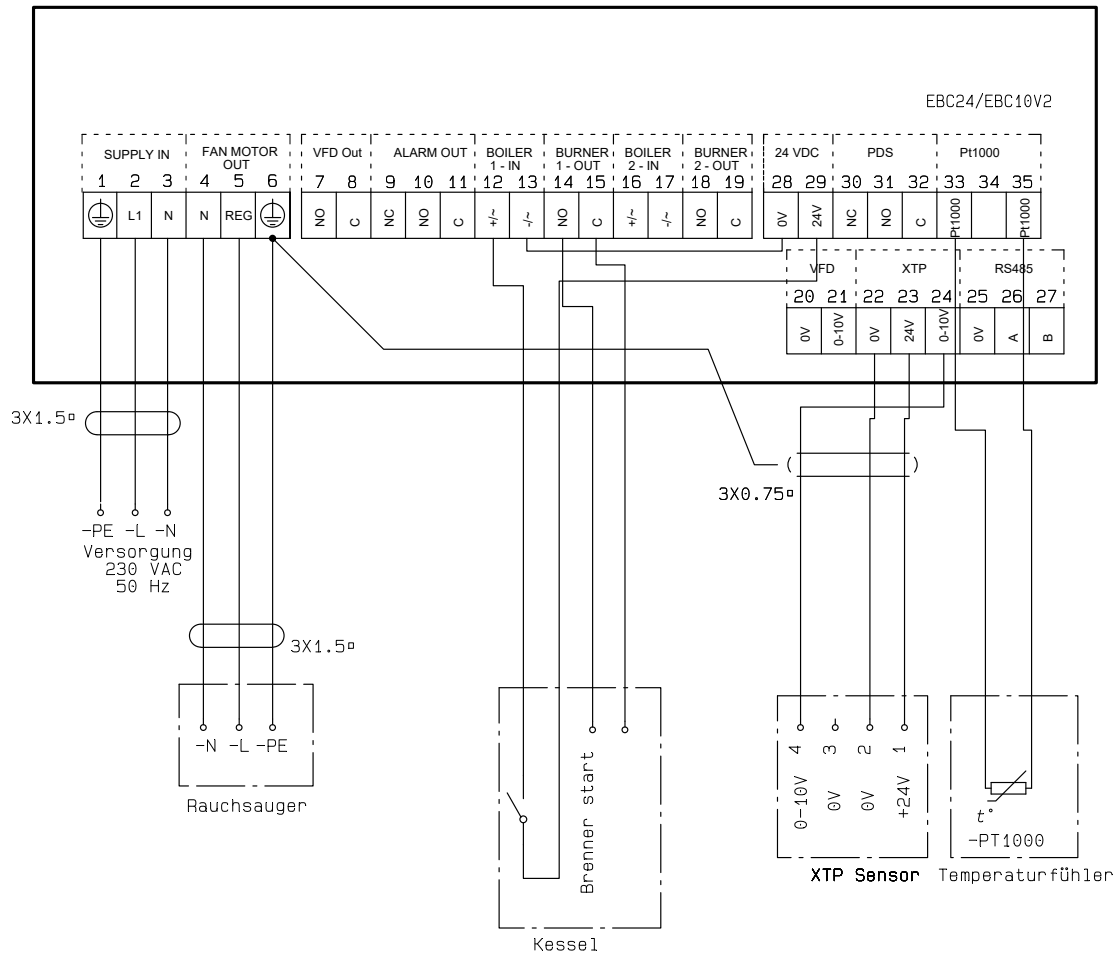 EBC24/EBC10V2
SUPPLY IN
FAN MOTOR
OUT
VFD Out
ALARM OUT
BOILER
1 - IN
BURNER
1 - OUT
BOILER
2 - IN
BURNER
2 - OUT
24 VDC
PDS
Pt1000
1 2 3 4 5 6 7 8 9 10 11 12 13 14 15 16 17 18 19 28 29 30 31 32 33 34 35
L1 N N REG NO C NC NO C +/~ -/~ NO C +/~ -/~ NO C 0V 24V NC NO C Pt1000 Pt1000
VFD XTP RS485
20 21 22 23 24 25 26 27
0V 0-10V 0V 24V 0-10V 0V A B
3X1.5▫
3X0.75▫
-PE -L -N
Versorgung
230 VAC
50 Hz
3X1.5▫
-N -L -PE
Rauchsauger
Brenner start
Kessel
4 3 2 1
0-10V 0V 0V +24V
XTP Sensor
t°
-PT1000
Temperaturfühler